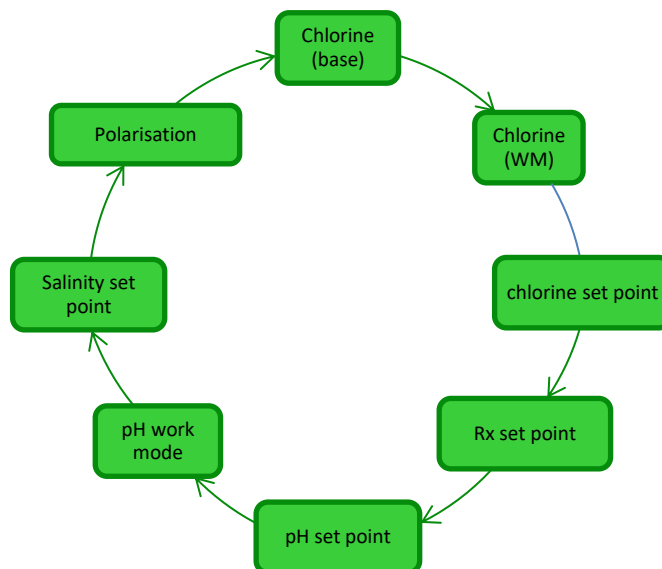 Chlorine
(base)
Chlorine
(WM)
chlorine set point
Rx set point
pH set point
pH work
mode
Salinity set
point
Polarisation